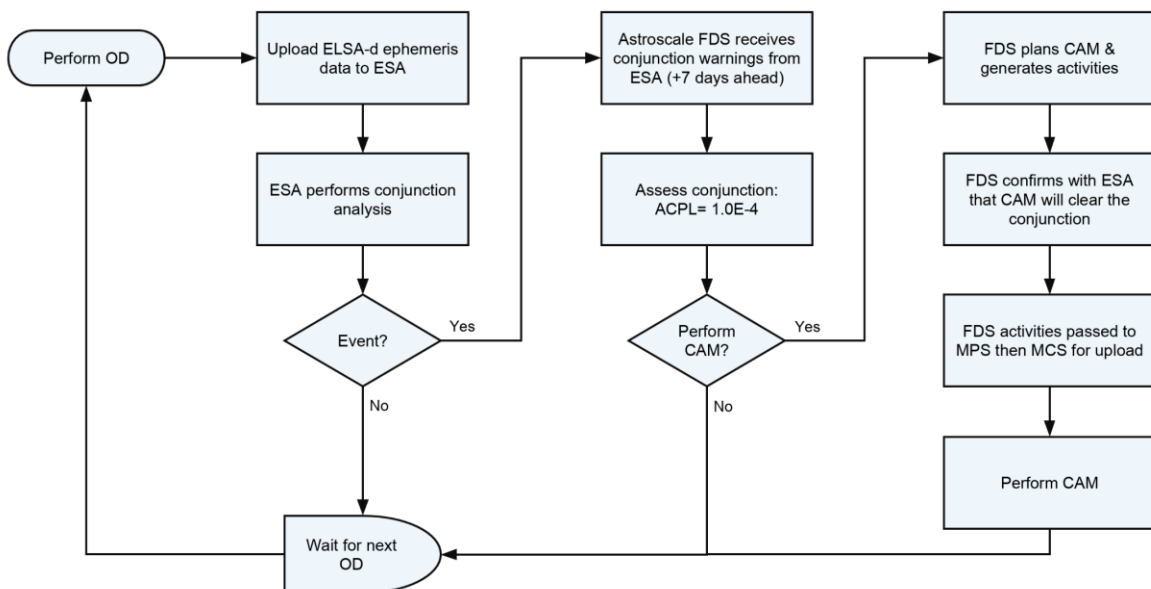 Perform OD
Upload ELSA-d ephemeris
data to ESA
ESA performs conjunction
analysis
Event?
Yes
No
Wait for next
OD
Astroscale FDS receives
conjunction warnings from
ESA (+7 days ahead)
Assess conjunction:
ACPL= 1.0E-4
Perform
CAM?
Yes
No
FDS plans CAM &
generates activities
FDS confirms with ESA
that CAM will clear the
conjunction
FDS activities passed to
MPS then MCS for upload
Perform CAM